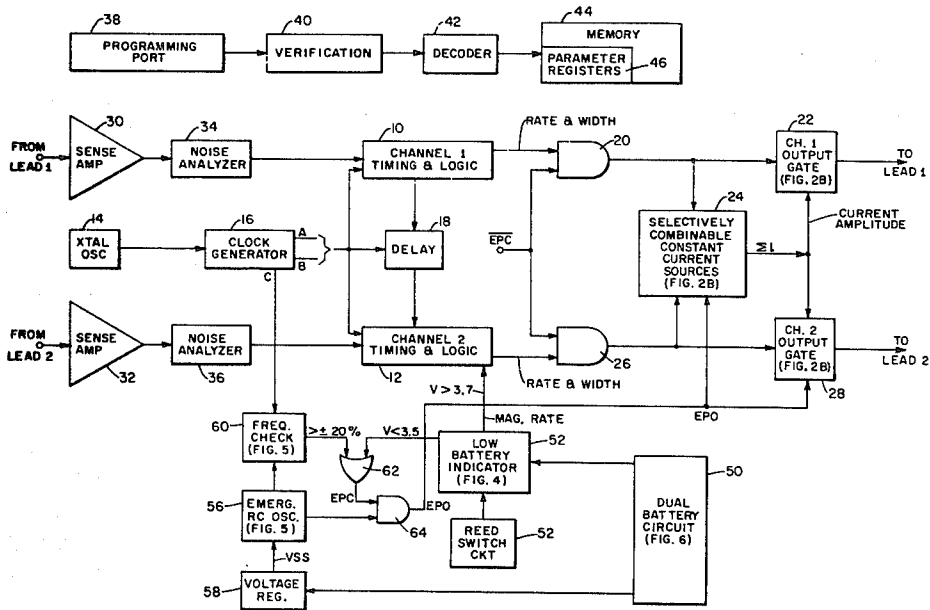 38
PROGRAMMING
PORT
40
VERIFICATION
42
DECODER
44
MEMORY
PARAMETER
REGISTERS
46
FROM
LEAD 1
30
SENSE
AMP
34
NOISE
ANALYZER
10
CHANNEL 1
TIMING & LOGIC
RATE & WIDTH
20
22
CH. 1
OUTPUT
GATE
(FIG. 2B)
TO
LEAD 1
14
XTAL
OSC
16
CLOCK
GENERATOR
A
B
C
18
DELAY
EPC
24
SELECTIVELY
COMBINABLE
CONSTANT
CURRENT
SOURCES
(FIG. 2B)
ΣI
CURRENT
AMPLITUDE
FROM
LEAD 2
SENSE
AMP
32
NOISE
ANALYZER
36
CHANNEL 2
TIMING & LOGIC
12
RATE & WIDTH
26
CH. 2
OUTPUT
GATE
(FIG. 2B)
28
TO
LEAD 2
V > 3.7
MAG, RATE
EPO
60
FREQ.
CHECK
(FIG. 5)
>± 20%
V<3.5
62
EPC
LOW
BATTERY
INDICATOR
(FIG. 4)
52
50
DUAL
BATTERY
CIRCUIT
(FIG. 6)
56
EMERG.
RC OSC.
(FIG. 5)
64
EPO
REED
SWITCH
CKT
52
VSS
58
VOLTAGE
REG.